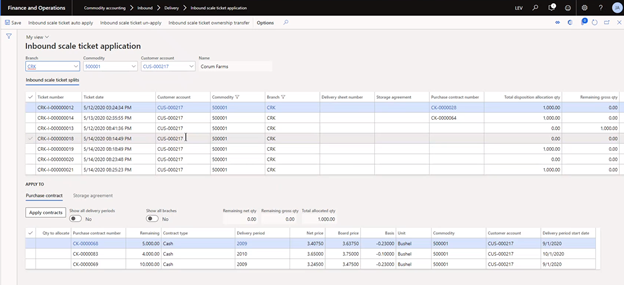 Finance and Operations Commodity accounting > Inbound > Delivery > Inbound scale ticket application LEV
Save Inbound scale ticket auto apply Inbound scale ticket un-apply Inbound scale ticket ownership transfer Options
My view
Inbound scale ticket application
Branch Commodity Customer account Name
CRK 500001 CUS-000217 Corum Farms
Inbound scale ticket splits
Ticket number Ticket date Customer account Commodity Branch Delivery sheet number Storage agreement Purchase contract number Total disposition allocation qty Remaining gross qty
CRK-I-000000012 5/12/2020 03:24:34 PM CUS-000217 500001 CRK CK-0000028 1,000.00 0.00
CRK-I-000000014 5/13/2020 02:35:55 PM CUS-000217 500001 CRK CK-0000064 1,000.00 0.00
CRK-I-000000013 5/13/2020 08:41:35 PM CUS-000217 500001 CRK 0.00 1,000.00
CRK-I-000000018 5/14/2020 08:14:49 PM CUS-000217 500001 CRK 0.00 0.00
CRK-I-000000019 5/14/2020 08:18:49 PM CUS-000217 500001 CRK 1,000.00 0.00
CRK-I-000000020 5/14/2020 08:23:48 PM CUS-000217 500001 CRK 0.00 0.00
CRK-I-000000021 5/14/2020 08:25:23 PM CUS-000217 500001 CRK 1,000.00 0.00
APPLY TO
Purchase contract Storage agreement
Apply contracts Show all delivery periods No Show all braches No Remaining net qty 0.00 Remaining gross qty 0.00 Total allocated qty 1,000.00
Qty to allocate Purchase contract number Remaining Contract type Delivery period Net price Board price Basis Unit Commodity Customer account Delivery period start date
CK-0000068 5,000.00 Cash 2009 3.40750 3.63750 -0.23000 Bushel 500001 CUS-000217 9/1/2020
CK-0000083 4,000.00 Cash 2010 3.65000 3.75000 -0.10000 Bushel 500001 CUS-000217 10/1/2020
CK-0000069 10,000.00 Cash 2009 3.24500 3.47500 -0.23000 Bushel 500001 CUS-000217 9/1/2020